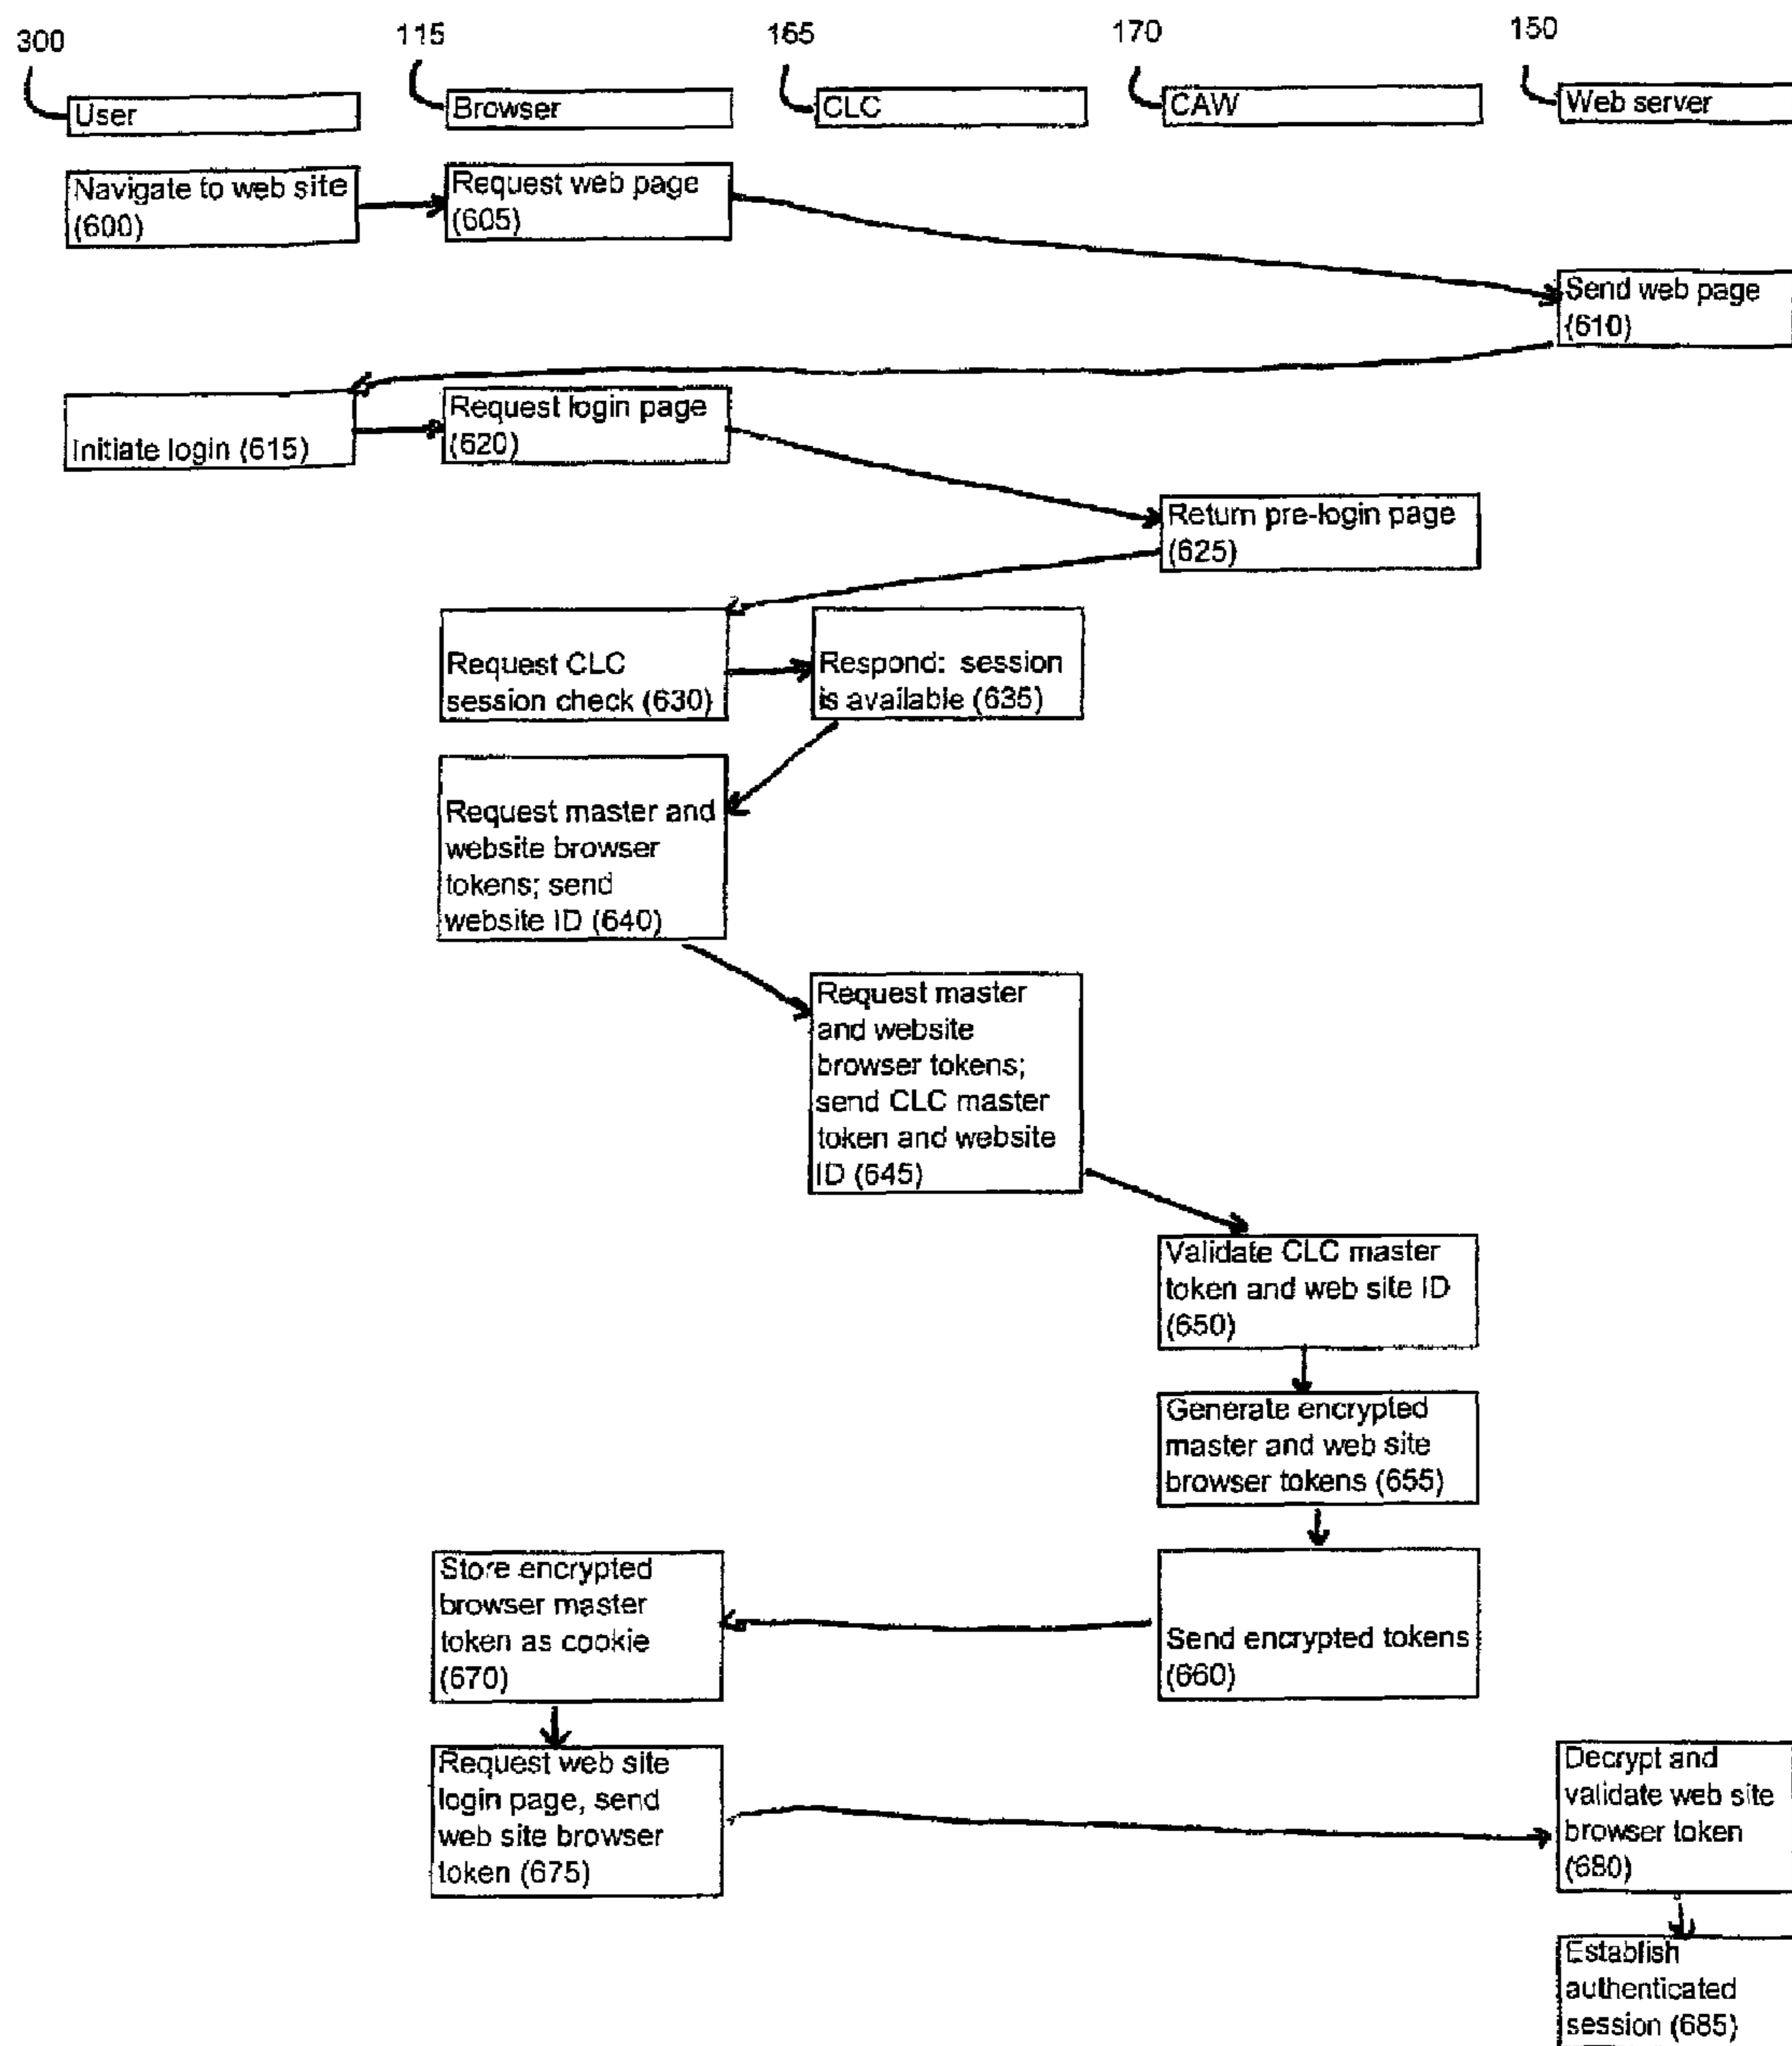 300
115
165
170
150
User
Browser
CLC
CAW
Web server
Navigate to web site
(600)
Request web page
(605)
Send web page
(610)
Initiate login (615)
Request login page
(620)
Return pre-login page
(625)
Request CLC
session check (630)
Respond: session
is available (635)
Request master and
website browser
tokens; send
website ID (640)
Request master
and website
browser tokens;
send CLC master
token and website
ID (645)
Validate CLC master
token and web site ID
(650)
Generate encrypted
master and web site
browser tokens (655)
Send encrypted tokens
(660)
Store encrypted
browser master
token as cookie
(670)
Request web site
login page, send
web site browser
token (675)
Decrypt and
validate web site
browser token
(680)
Establish
authenticated
session (685)